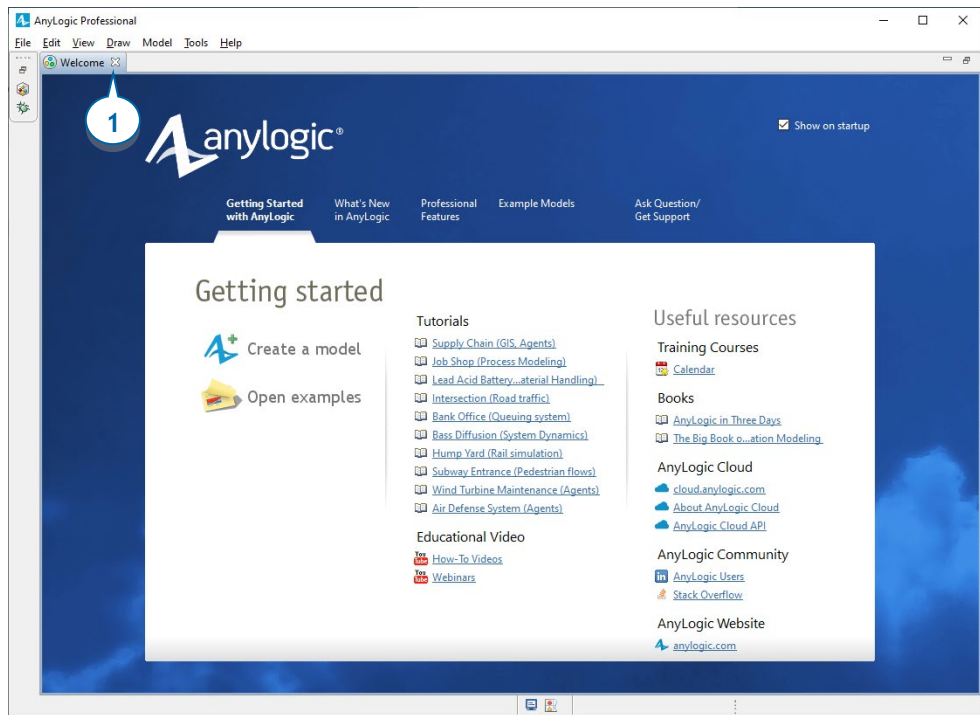 AnyLogic Professional
File Edit View Draw Model Tools Help
Welcome
1
anylogic®
Show on startup
Getting Started
with AnyLogic
What's New
in AnyLogic
Professional
Features
Example Models
Ask Question/
Get Support
Getting started
Create a model
Open examples
Tutorials
Supply Chain (GIS, Agents)
Job Shop (Process Modeling)
Lead Acid Battery...aterial Handling)
Intersection (Road traffic)
Bank Office (Queuing system)
Bass Diffusion (System Dynamics)
Hump Yard (Rail simulation)
Subway Entrance (Pedestrian flows)
Wind Turbine Maintenance (Agents)
Air Defense System (Agents)
Educational Video
You Tube How-To Videos
You Tube Webinars
Useful resources
Training Courses
Calendar
Books
AnyLogic in Three Days
The Big Book o...ation Modeling
AnyLogic Cloud
cloud.anylogic.com
About AnyLogic Cloud
AnyLogic Cloud API
AnyLogic Community
in AnyLogic Users
Stack Overflow
AnyLogic Website
anylogic.com